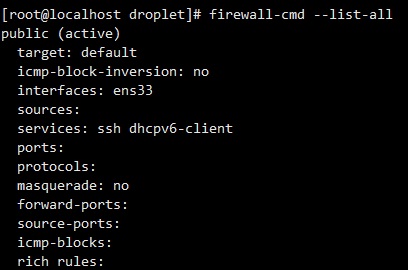 [root@localhost droplet]# firewall-cmd --list-all
public (active)
target: default
icmp-block-inversion: no
interfaces: ens33
sources:
services: ssh dhcpv6-client
ports:
protocols:
masquerade: no
forward-ports:
source-ports:
icmp-blocks:
rich rules: